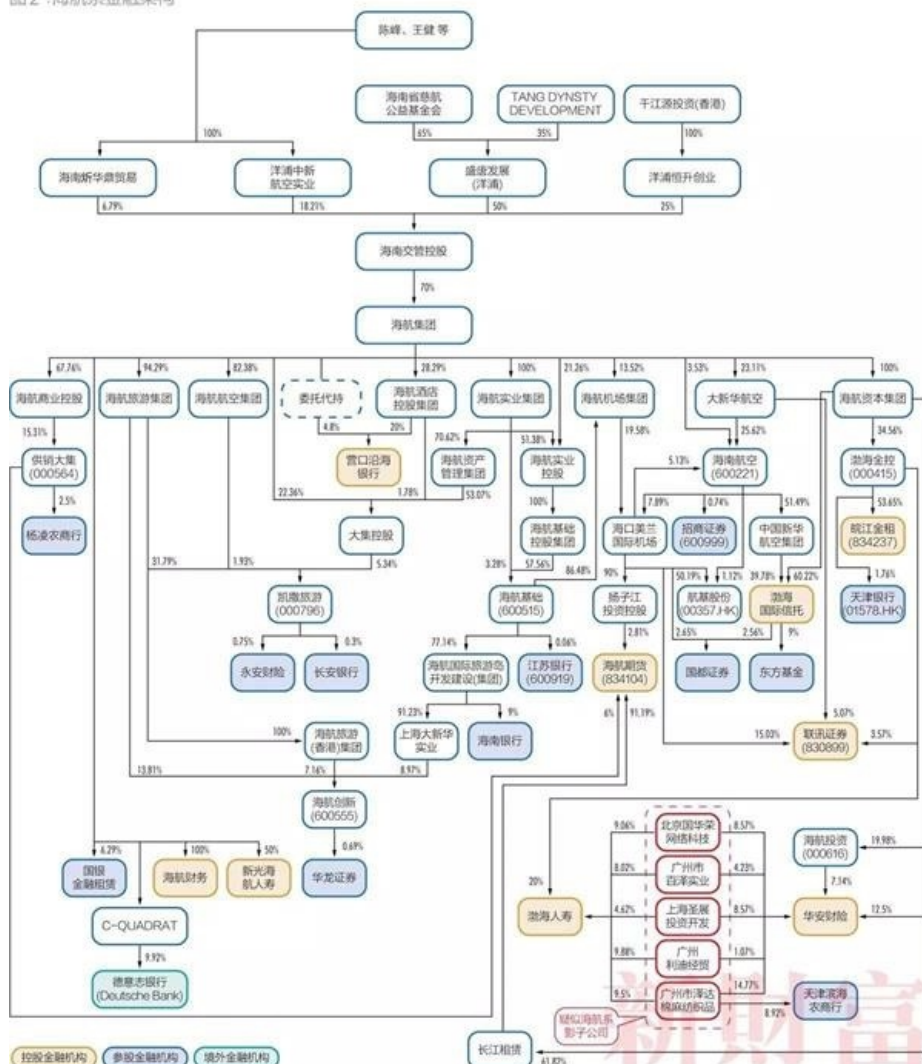 陈峰、王健 等
海南省慈航
公益基金会
TANG DYNSTY
DEVELOPMENT
千江源投资(香港)
100%
65%
35%
100%
海南炘华鼎贸易
洋浦中新
航空实业
盛唐发展
(洋浦)
洋浦恒升创业
6.79%
18.21%
50%
25%
海南交管控股
70%
海航集团
67.76%
94.29%
82.38%
28.29%
100%
21.26%
13.52%
3.53%
23.11%
100%
海航商业控股
海航旅游集团
海航航空集团
委托代持
海航酒店
控股集团
海航实业集团
海航机场集团
大新华航空
海航资本集团
15.31%
4.8%
20%
70.62%
51.38%
19.58%
25.62%
34.56%
供销大集
(000564)
营口沿海
银行
海航资产
管理集团
海航实业
控股
5.13%
海南航空
(600221)
渤海金控
(000415)
2.5%
22.36%
1.78%
53.07%
100%
7.89%
0.74%
51.49%
53.65%
杨凌农商行
大集控股
海航基础
控股集团
海口美兰
国际机场
招商证券
(600999)
中国新华
航空集团
皖江金租
(834237)
31.79%
1.93%
5.34%
3.28%
57.56%
86.48%
90%
50.19%
1.12%
39.78%
60.22%
1.76%
凯撒旅游
(000796)
海航基础
(600515)
扬子江
投资控股
航基股份
(00357.HK)
渤海
国际信托
天津银行
(01578.HK)
0.75%
0.3%
77.14%
0.06%
2.81%
2.65%
2.56%
9%
永安财险
长安银行
海航国际旅游岛
开发建设(集团)
江苏银行
(600919)
海航期货
(834104)
国都证券
东方基金
91.23%
9%
6%
91.19%
5.07%
100%
海航旅游
(香港)集团
上海大新华
实业
海南银行
15.03%
联讯证券
(830899)
3.57%
13.81%
7.16%
8.97%
海航创新
(600555)
0.69%
6.29%
100%
50%
国银
金融租赁
海航财务
新光海
航人寿
华龙证券
C-QUADRAT
9.92%
德意志银行
(Deutsche Bank)
9.06%
北京国华荣
网络科技
8.57%
海航投资
(000616)
19.98%
8.02%
广州市
百泽实业
4.23%
7.14%
20%
渤海人寿
4.62%
上海圣展
投资开发
8.57%
华安财险
12.5%
9.88%
广州
利迪经贸
1.07%
9.5%
广州市泽达
棉麻纺织品
14.77%
8.92%
天津滨海
农商行
疑似海航系
影子公司
新财富
长江租赁
61.82%
控股金融机构
参股金融机构
境外金融机构